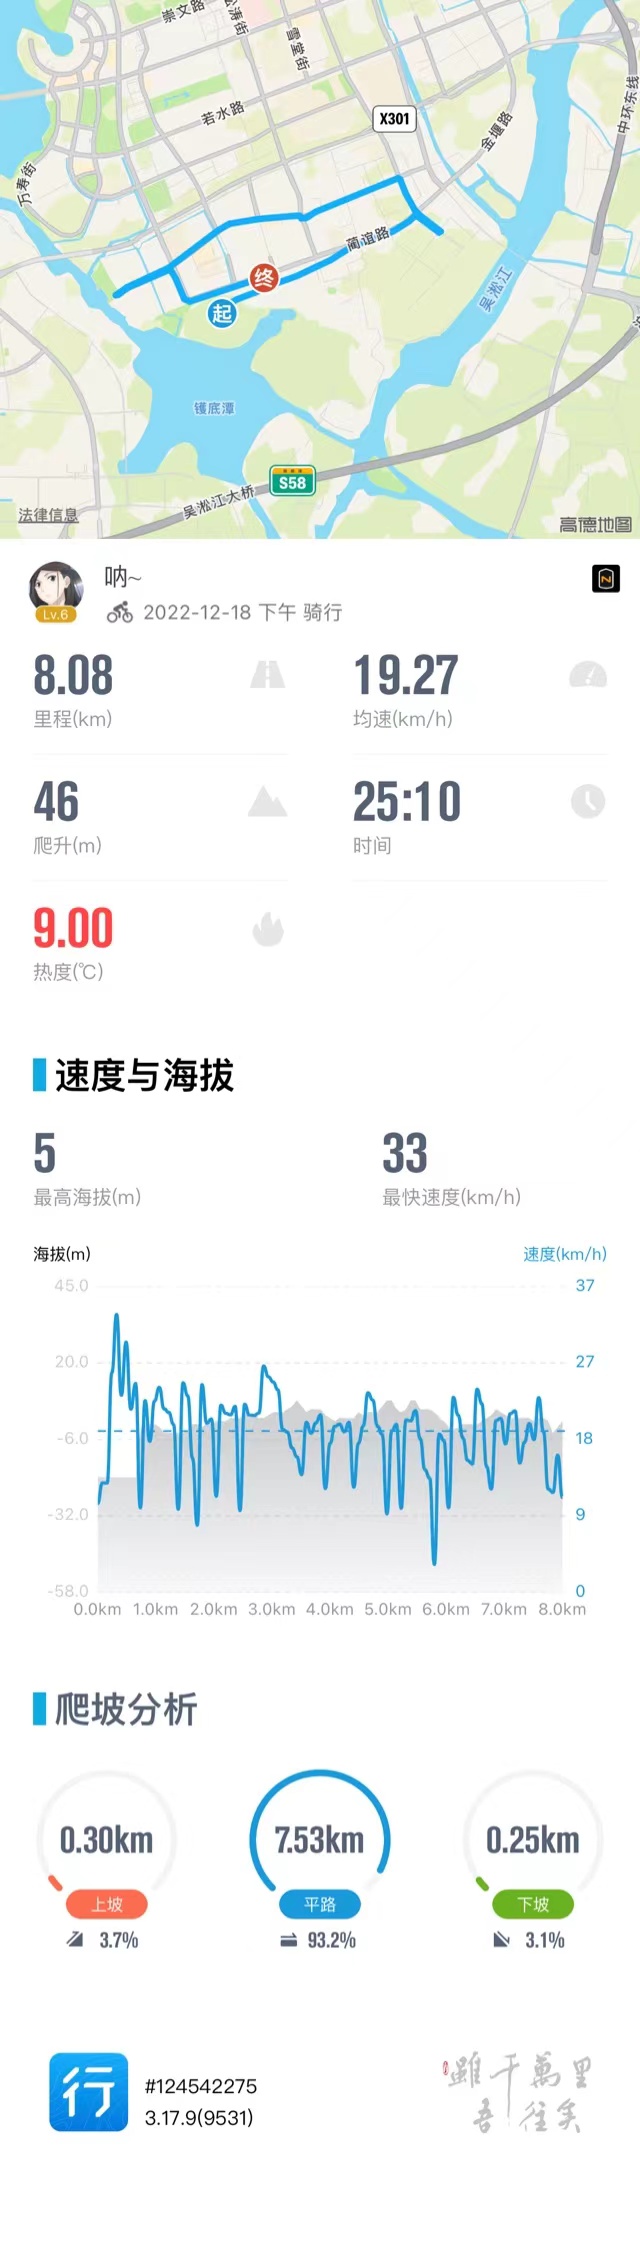 崇文路
松涛街
雪堂街
若水路
X301
金堰路
中环东线
万寿街
蔺谊路
终
起
吴淞江
镬底潭
S58
吴淞江大桥
法律信息
高德地图
呐~
Lv.6
2022-12-18 下午 骑行
8.08
19.27
里程(km)
均速(km/h)
46
25:10
爬升(m)
时间
9.00
热度(℃)
速度与海拔
5
33
最高海拔(m)
最快速度(km/h)
海拔(m)
速度(km/h)
45.0
37
20.0
27
-6.0
18
-32.0
9
-58.0
0
0.0km 1.0km 2.0km 3.0km 4.0km 5.0km 6.0km 7.0km 8.0km
爬坡分析
0.30km
7.53km
0.25km
上坡
平路
下坡
3.7%
93.2%
3.1%
行
#124542275
3.17.9(9531)
雖千萬里
吾往矣